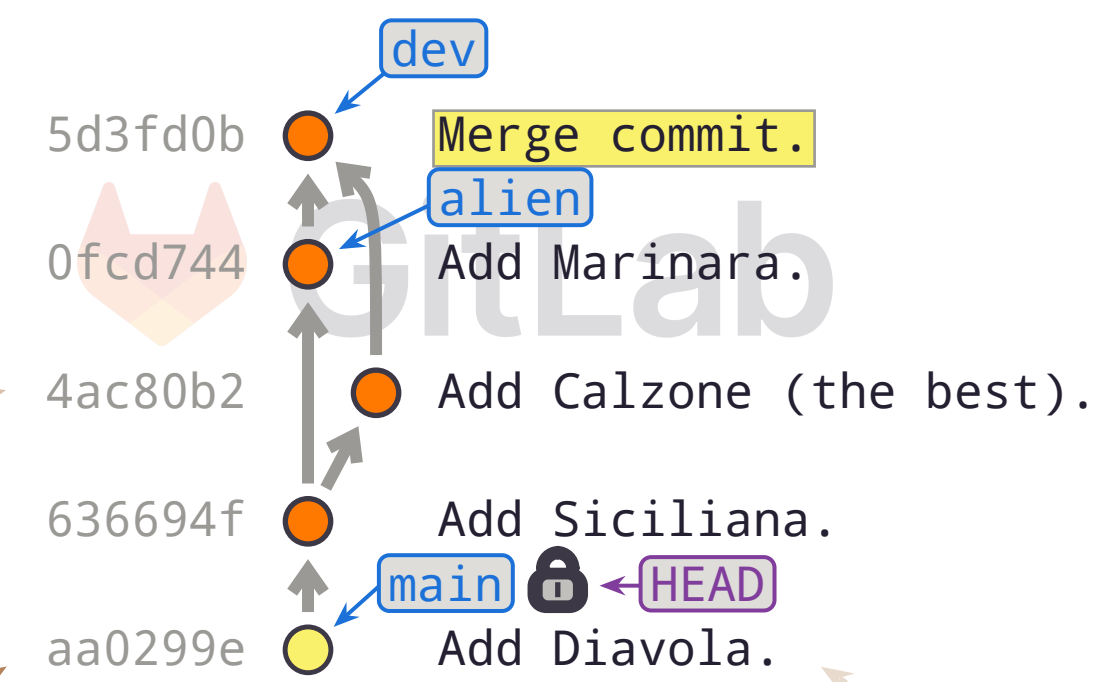 dev
5d3fd0b Merge commit.
alien
GitLab
0fcd744 Add Marinara.
4ac80b2 Add Calzone (the best).
636694f Add Siciliana.
main HEAD
aa0299e Add Diavola.